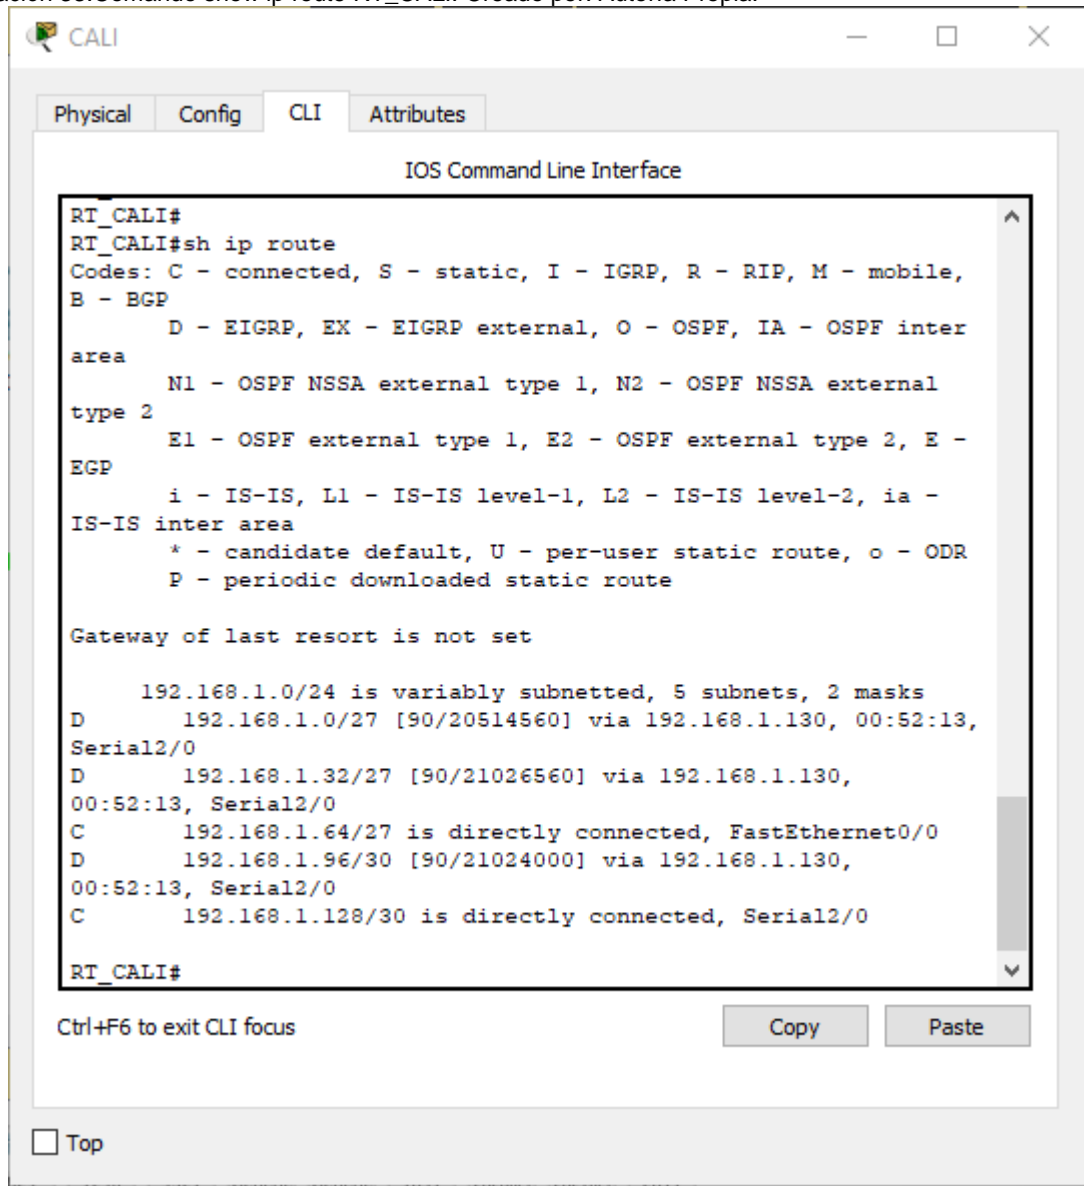 CALI
Physical Config CLI Attributes
IOS Command Line Interface
RT_CALI#
RT_CALI#sh ip route
Codes: C - connected, S - static, I - IGRP, R - RIP, M - mobile,
B - BGP
D - EIGRP, EX - EIGRP external, O - OSPF, IA - OSPF inter
area
N1 - OSPF NSSA external type 1, N2 - OSPF NSSA external
type 2
E1 - OSPF external type 1, E2 - OSPF external type 2, E -
EGP
i - IS-IS, L1 - IS-IS level-1, L2 - IS-IS level-2, ia -
IS-IS inter area
* - candidate default, U - per-user static route, o - ODR
P - periodic downloaded static route
Gateway of last resort is not set
192.168.1.0/24 is variably subnetted, 5 subnets, 2 masks
D 192.168.1.0/27 [90/20514560] via 192.168.1.130, 00:52:13,
Serial2/0
D 192.168.1.32/27 [90/21026560] via 192.168.1.130,
00:52:13, Serial2/0
C 192.168.1.64/27 is directly connected, FastEthernet0/0
D 192.168.1.96/30 [90/21024000] via 192.168.1.130,
00:52:13, Serial2/0
C 192.168.1.128/30 is directly connected, Serial2/0
RT_CALI#
Ctrl+F6 to exit CLI focus
Copy Paste
Top